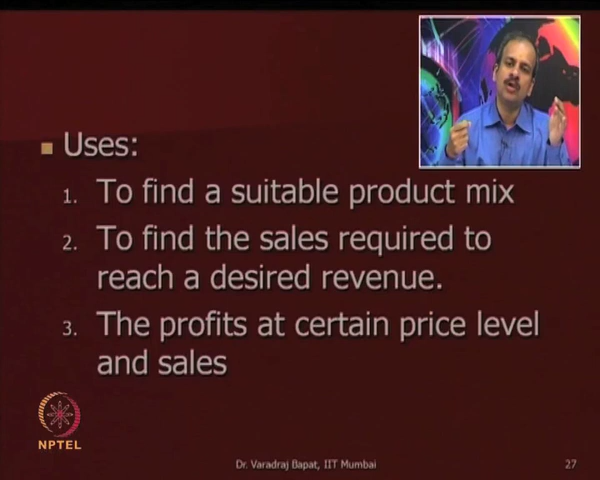 Uses:
1. To find a suitable product mix
2. To find the sales required to
reach a desired revenue.
3. The profits at certain price level
and sales
NPTEL
Dr. Varadraj Bapat, IIT Mumbai
27